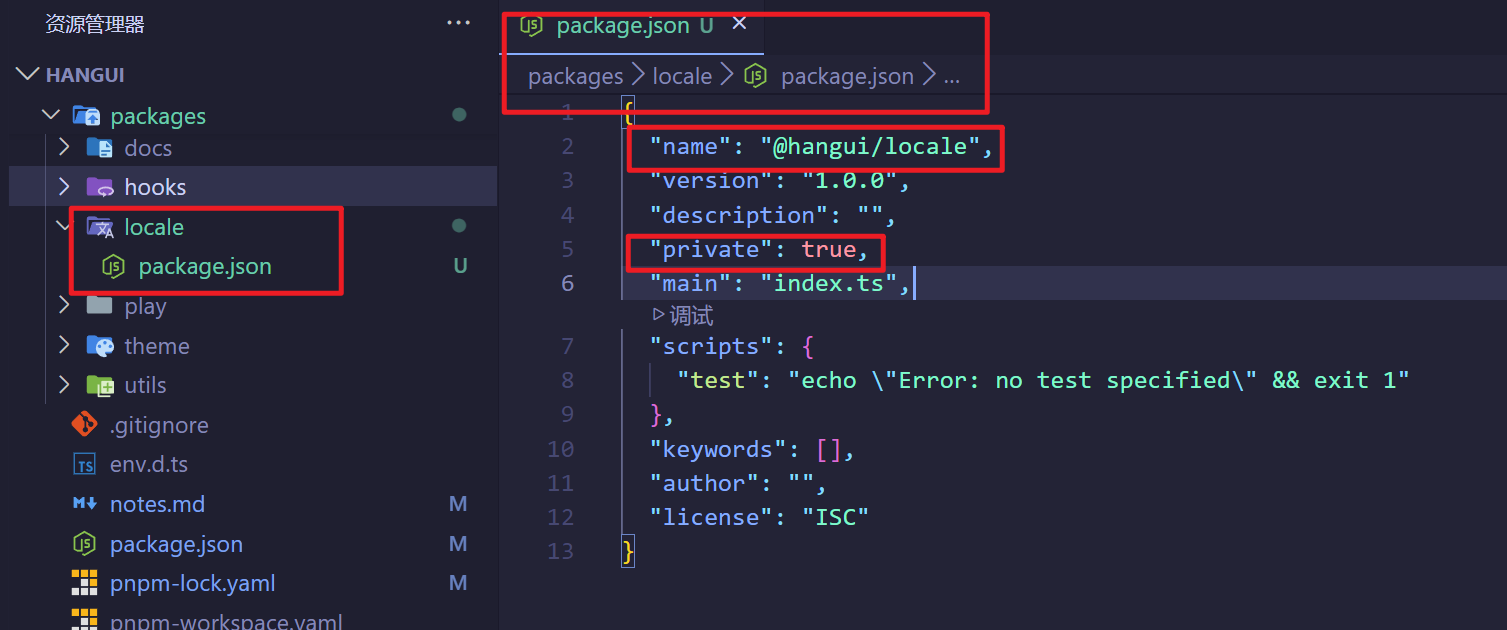 资源管理器 ···
HANGUI
packages
docs
hooks
locale
package.json U
play
theme
utils
.gitignore
TS env.d.ts
M↓ notes.md M
package.json M
pnpm-lock.yaml M
pnpm-workspace.yaml
JS package.json U ×
packages > locale > JS package.json > ...
1 {
2 "name": "@hangui/locale",
3 "version": "1.0.0",
4 "description": "",
5 "private": true,
6 "main": "index.ts",
▷调试
7 "scripts": {
8 "test": "echo \"Error: no test specified\" && exit 1"
9 },
10 "keywords": [],
11 "author": "",
12 "license": "ISC"
13 }